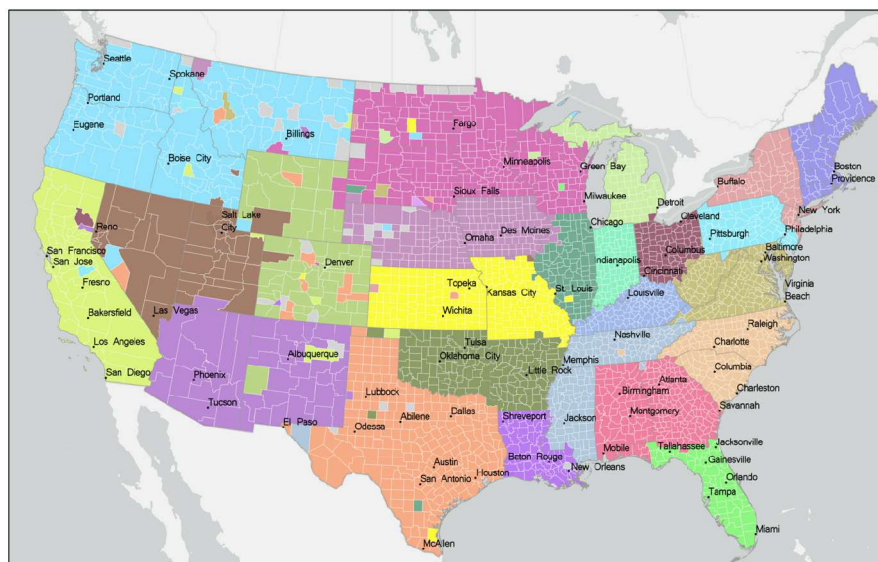 Seattle
Spokane
Portland
Eugene
Billings
Boise City
Fargo
Minneapolis
Green Bay
Sioux Falls
Milwaukee
Detroit
Buffalo
Boston
Providence
New York
Reno
Salt Lake
City
Omaha
Des Moines
Chicago
Cleveland
Pittsburgh
Philadelphia
San Francisco
San Jose
Fresno
Denver
Topeka
Kansas City
Wichita
St. Louis
Indianapolis
Columbus
Cincinnati
Baltimore
Washington
Virginia
Beach
Louisville
Bakersfield
Las Vegas
Los Angeles
San Diego
Albuquerque
Phoenix
Tucson
Tulsa
Oklahoma City
Little Rock
Memphis
Nashville
Raleigh
Charlotte
Columbia
Charleston
Savannah
El Paso
Lubbock
Odessa
Abilene
Dallas
Shreveport
Jackson
Birmingham
Atlanta
Montgomery
Austin
San Antonio
Houston
Baton Rouge
New Orleans
Mobile
Tallahassee
Jacksonville
Gainesville
Orlando
Tampa
Miami
McAllen